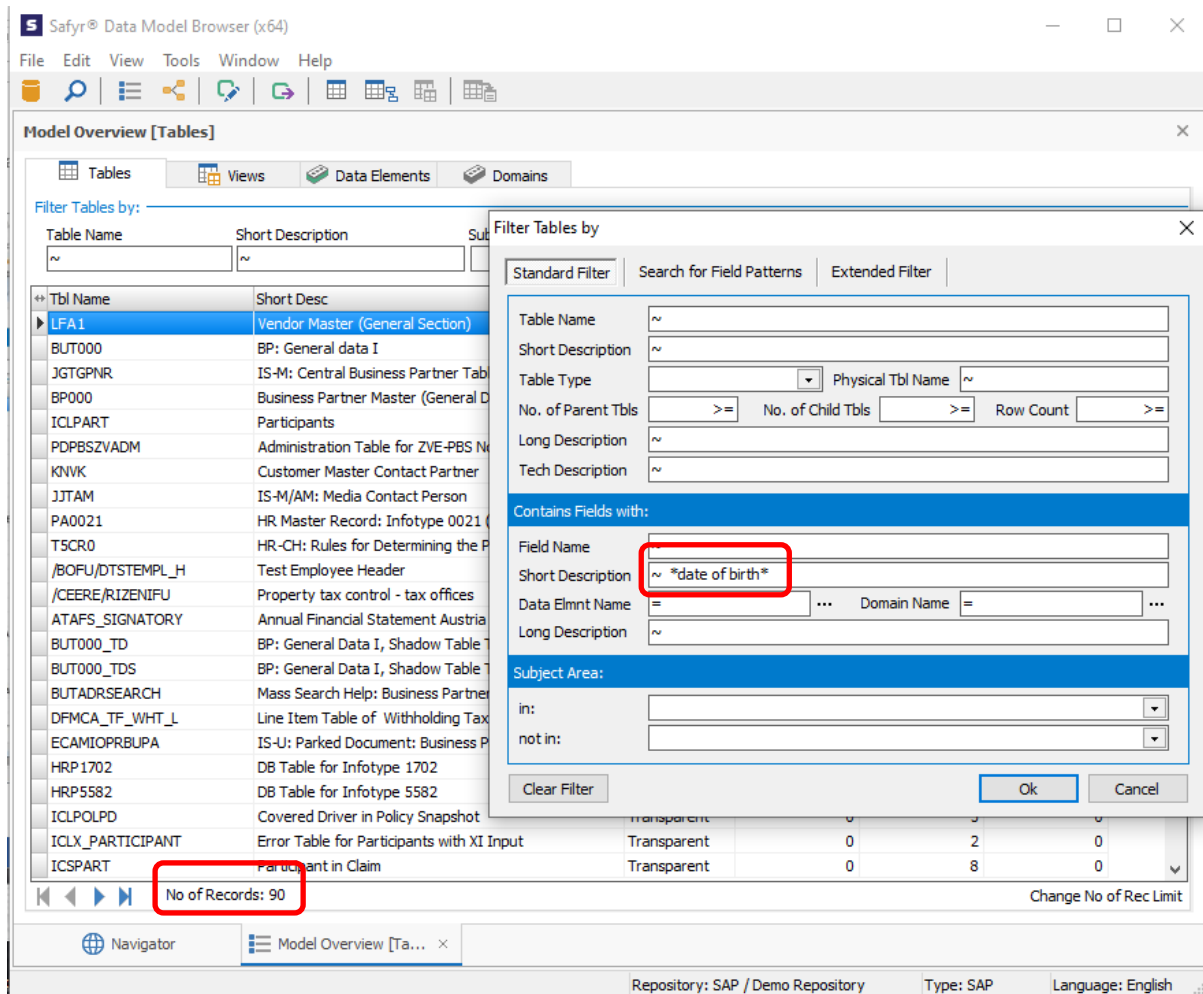 S Safyr® Data Model Browser (x64)
File Edit View Tools Window Help
Model Overview [Tables]
Tables Views Data Elements Domains
Filter Tables by:
Table Name Short Description Sub
~ ~
Tbl Name Short Desc
LFA1 Vendor Master (General Section)
BUT000 BP: General data I
JGTGPNR IS-M: Central Business Partner Tabl
BP000 Business Partner Master (General D
ICLPART Participants
PDPBSZVADM Administration Table for ZVE-PBS No
KNVK Customer Master Contact Partner
JJTAM IS-M/AM: Media Contact Person
PA0021 HR Master Record: Infotype 0021 (
T5CR0 HR-CH: Rules for Determining the P
/BOFU/DTSTEMPL_H Test Employee Header
/CEERE/RIZENIFU Property tax control - tax offices
ATAFS_SIGNATORY Annual Financial Statement Austria
BUT000_TD BP: General Data I, Shadow Table T
BUT000_TDS BP: General Data I, Shadow Table T
BUTADRSEARCH Mass Search Help: Business Partner
DFMCA_TF_WHT_L Line Item Table of Withholding Tax
ECAMIOPRBUPA IS-U: Parked Document: Business P
HRP1702 DB Table for Infotype 1702
HRP5582 DB Table for Infotype 5582
ICLPOLPD Covered Driver in Policy Snapshot Transparent 0 5 0
ICLX_PARTICIPANT Error Table for Participants with XI Input Transparent 0 2 0
ICSPART Participant in Claim Transparent 0 8 0
No of Records: 90 Change No of Rec Limit
Filter Tables by
Standard Filter Search for Field Patterns Extended Filter
Table Name ~
Short Description ~
Table Type Physical Tbl Name ~
No. of Parent Tbls >= No. of Child Tbls >= Row Count >=
Long Description ~
Tech Description ~
Contains Fields with:
Field Name ~
Short Description ~ *date of birth*
Data Elmnt Name = ... Domain Name = ...
Long Description ~
Subject Area:
in:
not in:
Clear Filter Ok Cancel
Navigator Model Overview [Ta... ×
Repository: SAP / Demo Repository Type: SAP Language: English